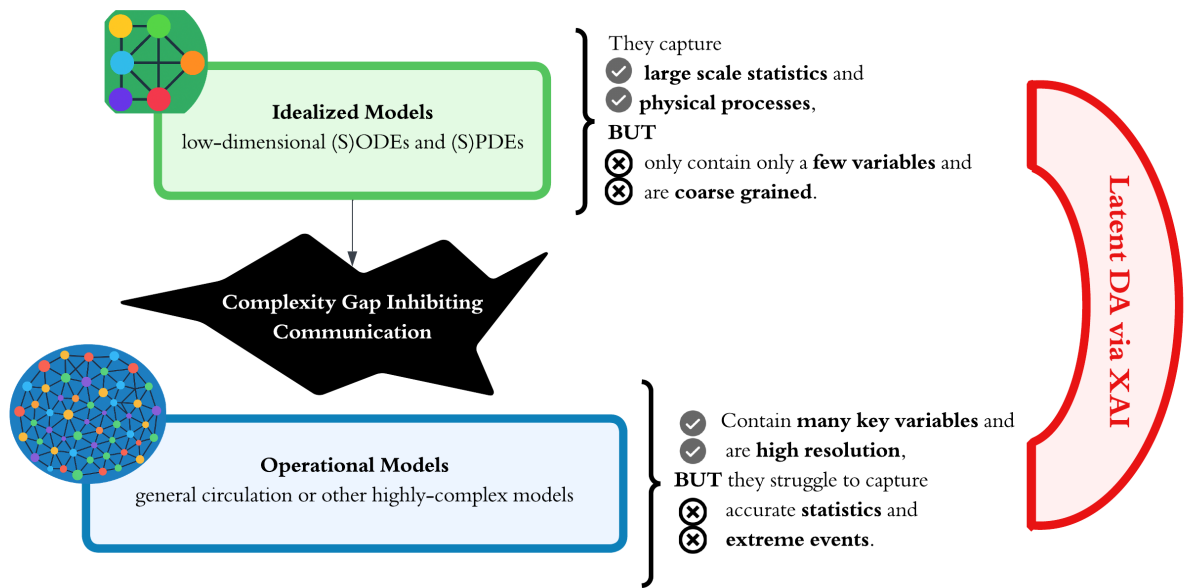 They capture
large scale statistics and
physical processes,
BUT
only contain only a few variables and
are coarse grained.
Idealized Models
low-dimensional (S)ODEs and (S)PDEs
Complexity Gap Inhibiting
Communication
Operational Models
general circulation or other highly-complex models
Contain many key variables and
are high resolution,
BUT they struggle to capture
accurate statistics and
extreme events.
Latent DA via XAI